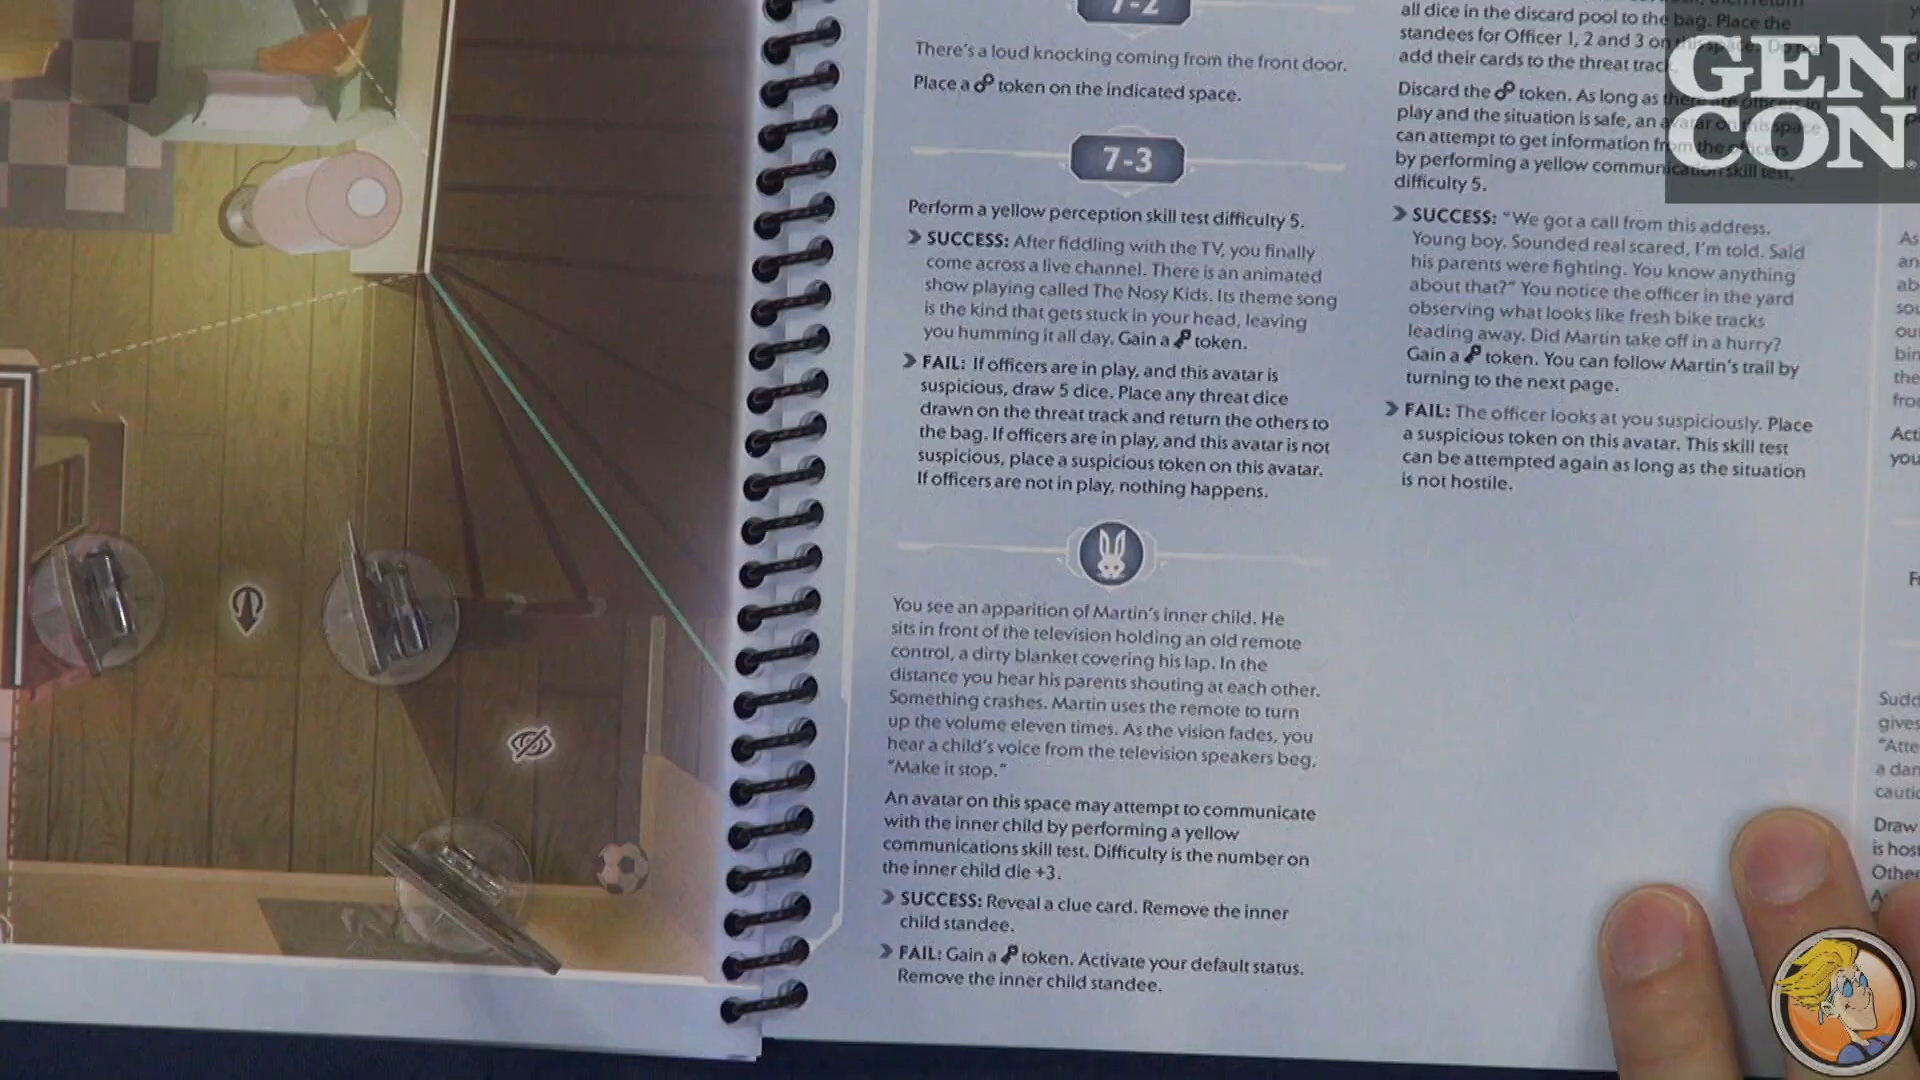 7-2
There's a loud knocking coming from the front door.
Place a token on the indicated space.
7-3
Perform a yellow perception skill test difficulty 5.
SUCCESS: After fiddling with the TV, you finally
come across a live channel. There is an animated
show playing called The Nosy Kids. Its theme song
is the kind that gets stuck in your head, leaving
you humming it all day. Gain a token.
FAIL: If officers are in play, and this avatar is
suspicious, draw 5 dice. Place any threat dice
drawn on the threat track and return the others to
the bag. If officers are in play, and this avatar is not
suspicious, place a suspicious token on this avatar.
If officers are not in play, nothing happens.
You see an apparition of Martin's inner child. He
sits in front of the television holding an old remote
control, a dirty blanket covering his lap. In the
distance you hear his parents shouting at each other.
Something crashes. Martin uses the remote to turn
up the volume eleven times. As the vision fades, you
hear a child's voice from the television speakers beg,
"Make it stop."
An avatar on this space may attempt to communicate
with the inner child by performing a yellow
communications skill test. Difficulty is the number on
the inner child die +3.
SUCCESS: Reveal a clue card. Remove the inner
child standee.
FAIL: Gain a token. Activate your default status.
Remove the inner child standee.
all dice in the discard pool to the bag. Place the
standees for Officer 1, 2 and 3 on this space. Do not
add their cards to the threat track.
Discard the token. As long as there are officers in
play and the situation is safe, an avatar on this space
can attempt to get information from the officers
by performing a yellow communication skill test,
difficulty 5.
SUCCESS: "We got a call from this address.
Young boy. Sounded real scared, I'm told. Said
his parents were fighting. You know anything
about that?" You notice the officer in the yard
observing what looks like fresh bike tracks
leading away. Did Martin take off in a hurry?
Gain a token. You can follow Martin's trail by
turning to the next page.
FAIL: The officer looks at you suspiciously. Place
a suspicious token on this avatar. This skill test
can be attempted again as long as the situation
is not hostile.
GEN
CON
As
an
the
Acti
you
Sudd
gives
"Atte
a dan
cautic
Draw
is host
Other